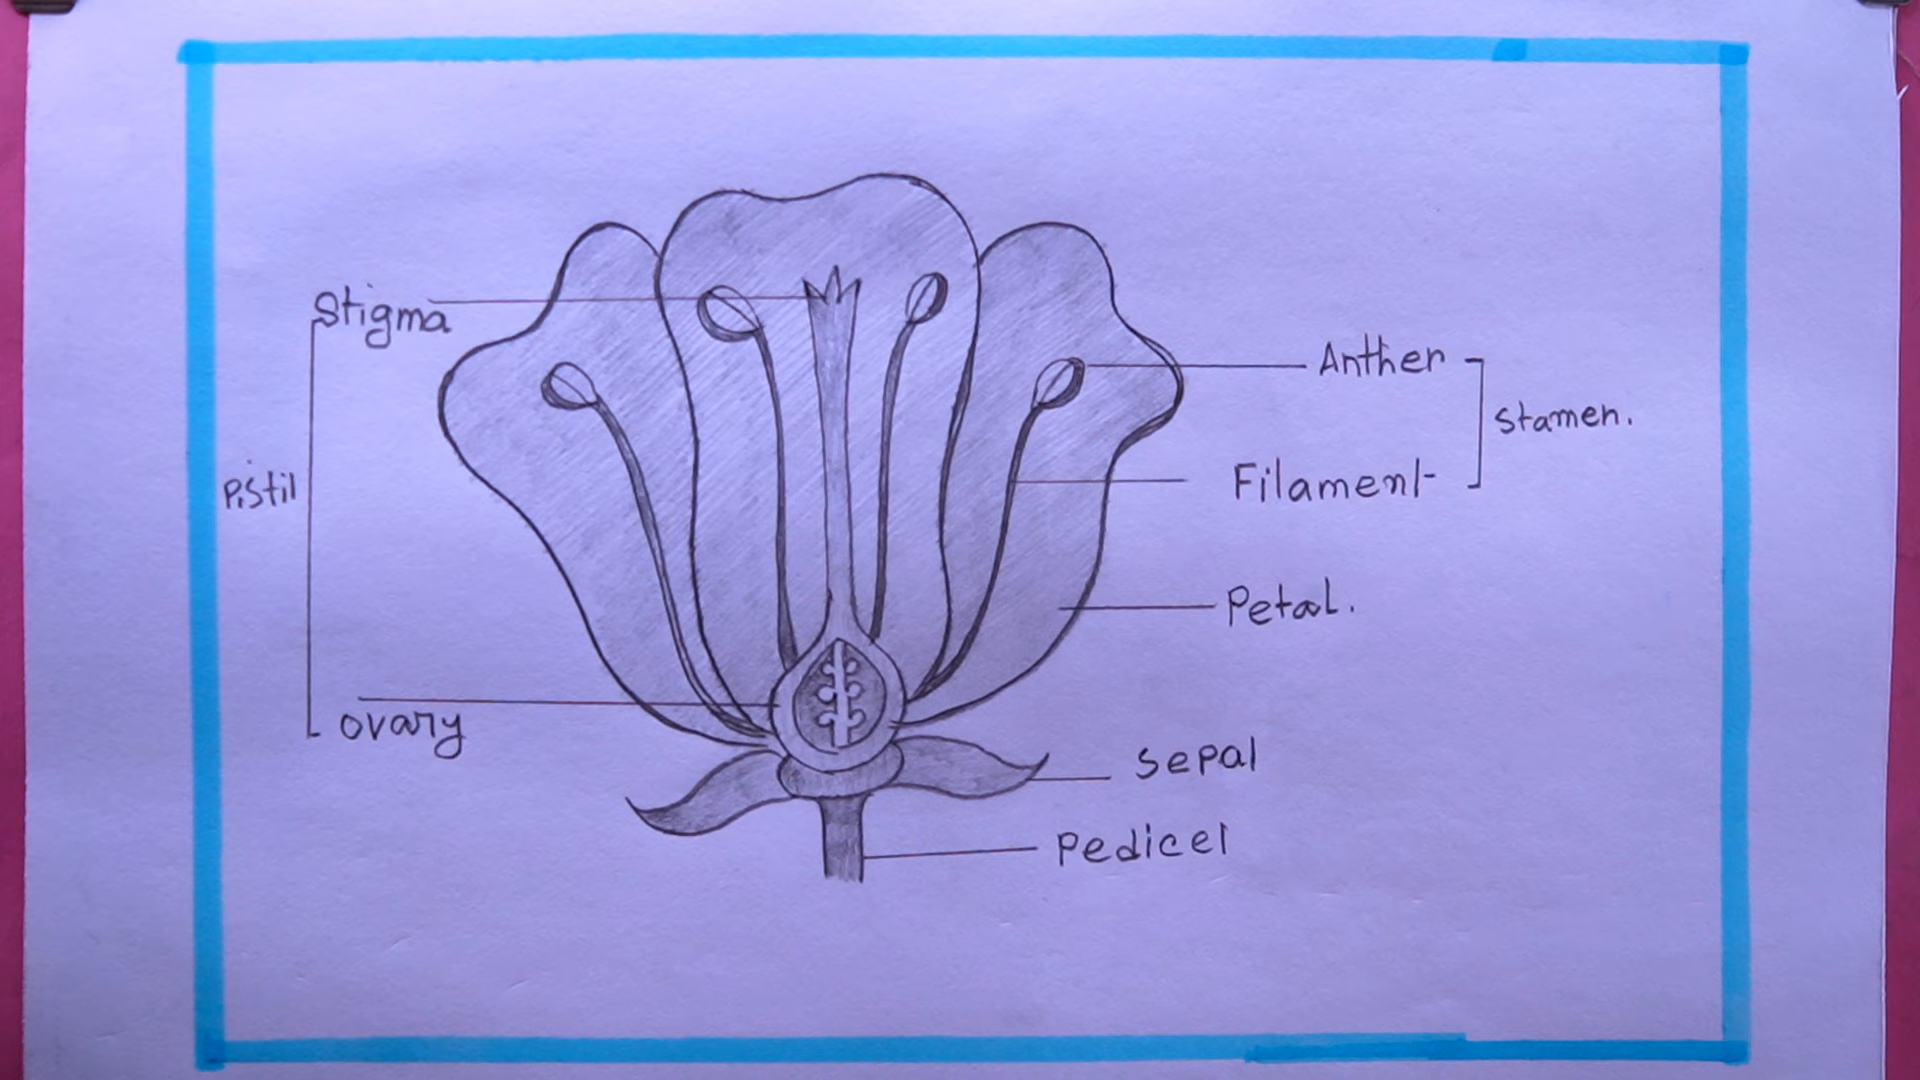 Stigma
Anther
Stamen.
Pistil
Filament
Petal.
ovary
Sepal
Pedicel